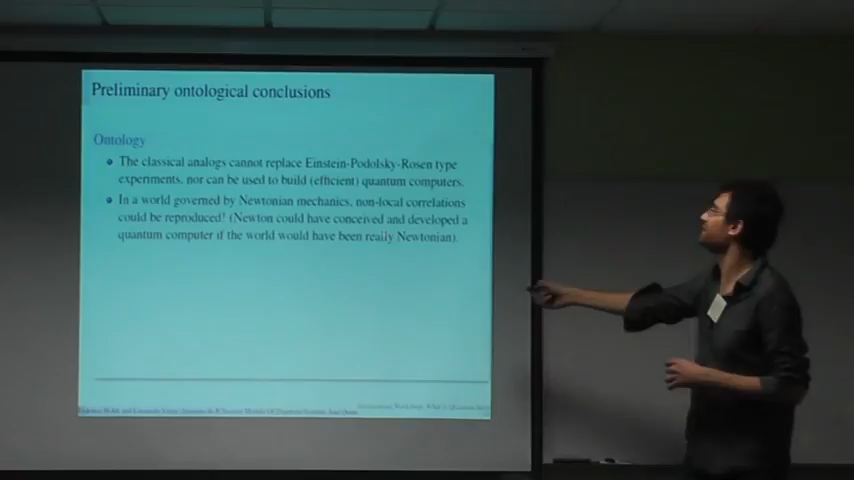 Preliminary ontological conclusions
Ontology
The classical analogs cannot replace Einstein-Podolsky-Rosen type
experiments, nor can be used to build (efficient) quantum computers.
In a world governed by Newtonian mechanics, non-local correlations
could be reproduced! (Newton could have conceived and developed a
quantum computer if the world would have been really Newtonian).